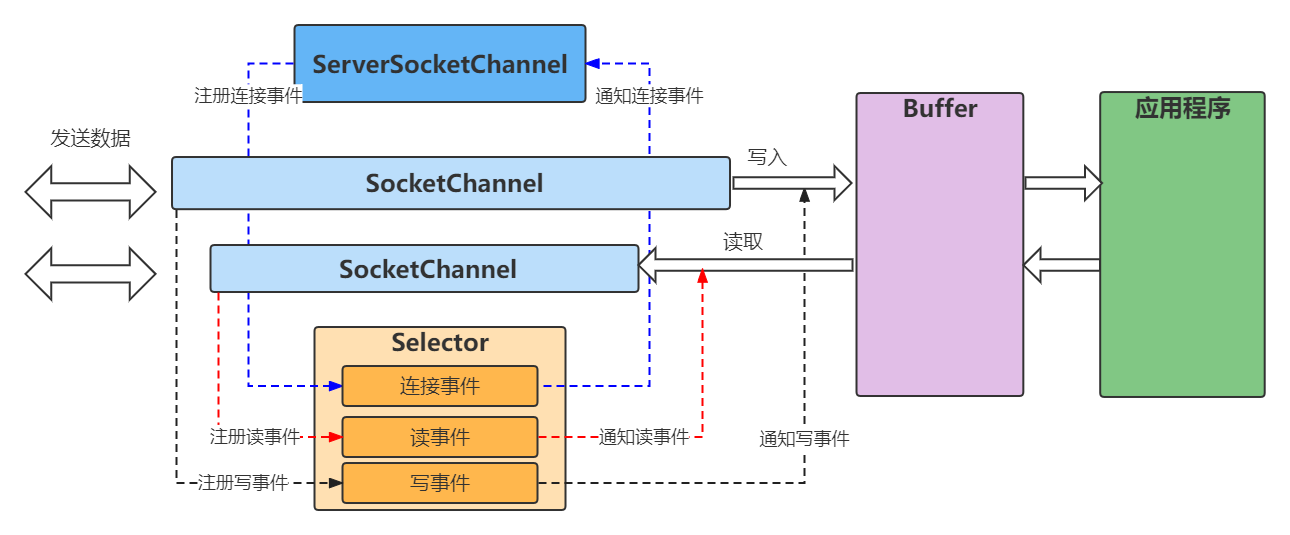 ServerSocketChannel
注册连接事件
通知连接事件
Buffer
应用程序
发送数据
SocketChannel
写入
SocketChannel
读取
Selector
连接事件
注册读事件
读事件
通知读事件
通知写事件
注册写事件
写事件